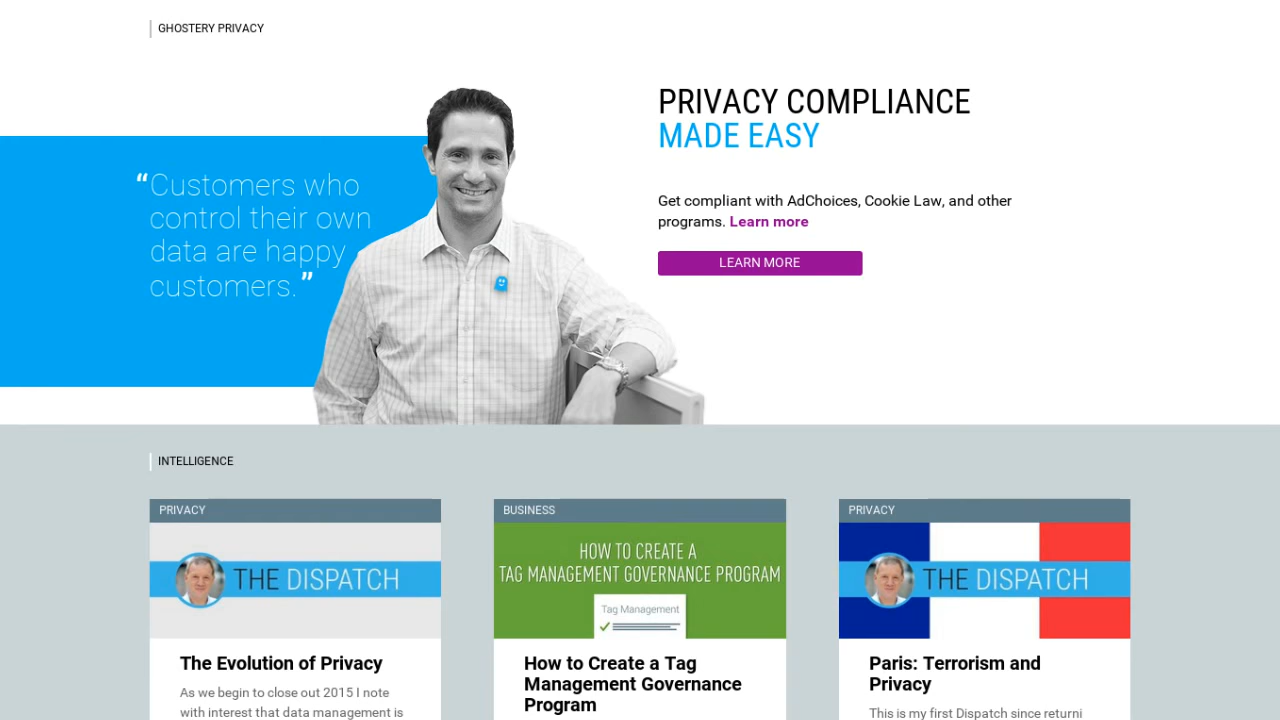 GHOSTERY PRIVACY
PRIVACY COMPLIANCE
MADE EASY
“Customers who
control their own
data are happy
customers.”
Get compliant with AdChoices, Cookie Law, and other
programs. Learn more
LEARN MORE
INTELLIGENCE
PRIVACY
THE DISPATCH
The Evolution of Privacy
As we begin to close out 2015 I note
with interest that data management is
BUSINESS
HOW TO CREATE A
TAG MANAGEMENT GOVERNANCE PROGRAM
Tag Management
How to Create a Tag
Management Governance
Program
PRIVACY
THE DISPATCH
Paris: Terrorism and
Privacy
This is my first Dispatch since returni